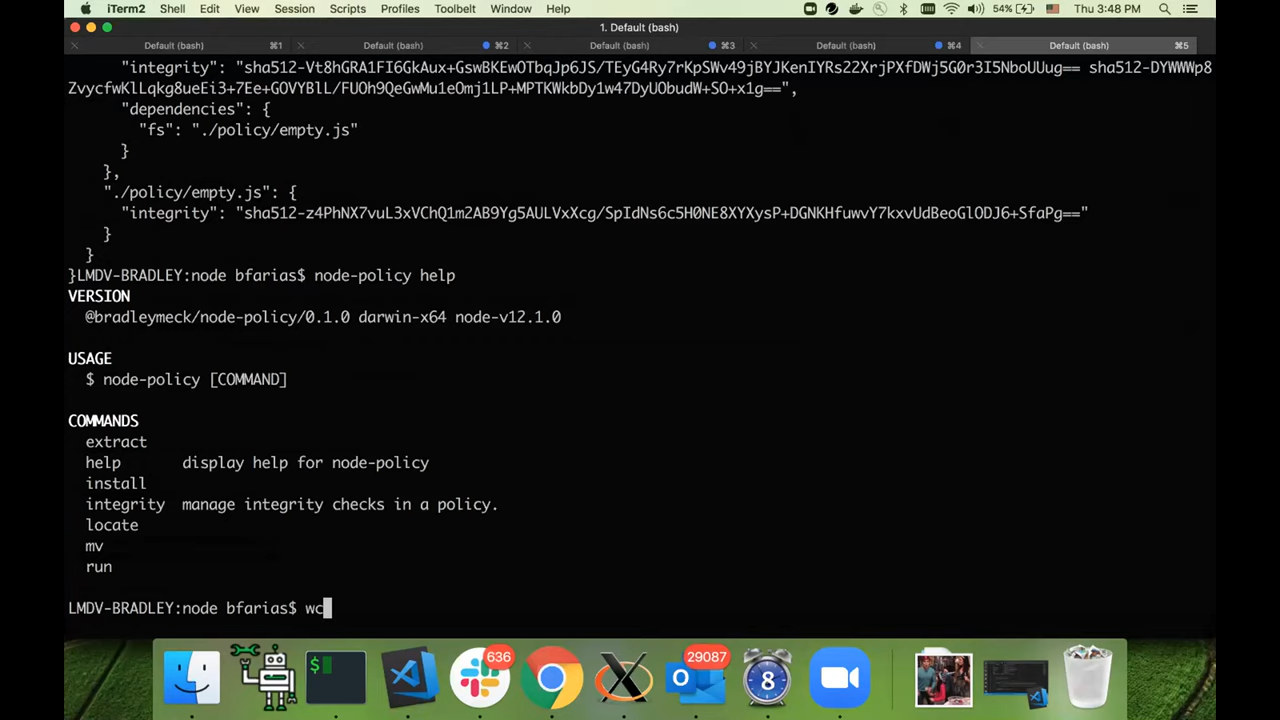 iTerm2 Shell Edit View Session Scripts Profiles Toolbelt Window Help 54% Thu 3:48 PM
1. Default (bash)
Default (bash) ⌘1 Default (bash) ⌘2 Default (bash) ⌘3 Default (bash) ⌘4 Default (bash) ⌘5
"integrity": "sha512-Vt8hGRA1FI6GkAux+GswBKEwOTbqJp6JS/TEyG4Ry7rKpSWv49jBYJKenIYRs22XrjPXfDWj5G0r3I5NboUUug== sha512-DYWWWp8
ZvycfwKlLqkg8ueEi3+7Ee+GOVYBlL/FUOh9QeGwMu1eOmj1LP+MPTKWkbDy1w47DyUObudW+SO+x1g==",
"dependencies": {
"fs": "./policy/empty.js"
}
},
"./policy/empty.js": {
"integrity": "sha512-z4PhNX7vuL3xVChQ1m2AB9Yg5AULVxXcg/SpIdNs6c5H0NE8XYXysP+DGNKHfuwvY7kxvUdBeoGlODJ6+SfaPg=="
}
}
}LMDV-BRADLEY:node bfarias$ node-policy help
VERSION
@bradleymeck/node-policy/0.1.0 darwin-x64 node-v12.1.0
USAGE
$ node-policy [COMMAND]
COMMANDS
extract
help display help for node-policy
install
integrity manage integrity checks in a policy.
locate
mv
run
LMDV-BRADLEY:node bfarias$ wc
636 29087
$ 8